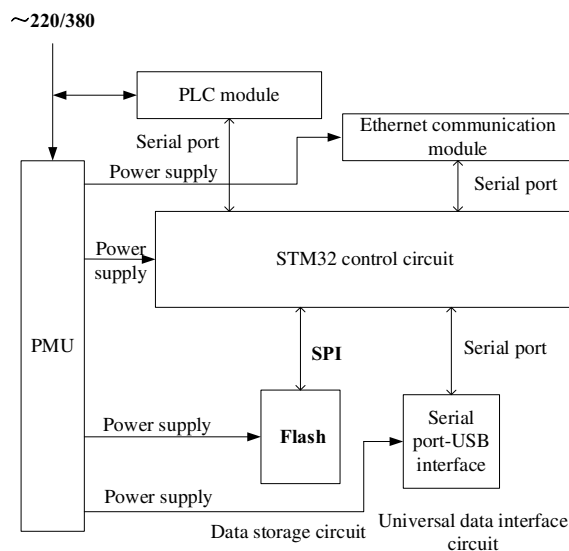 ～220/380
PLC module
Ethernet communication
module
Serial port
Power supply
Serial port
Power
supply
STM32 control circuit
PMU
SPI
Serial port
Power supply
Flash
Serial
port-USB
interface
Power supply
Data storage circuit
Universal data interface
circuit